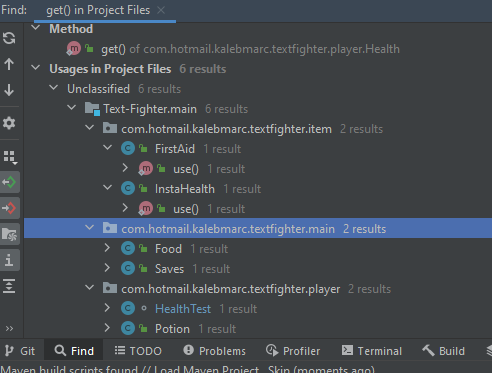 Find: get() in Project Files
Method
get() of com.hotmail.kalebmarc.textfighter.player.Health
Usages in Project Files 6 results
Unclassified 6 results
Text-Fighter.main 6 results
com.hotmail.kalebmarc.textfighter.item 2 results
FirstAid 1 result
use() 1 result
InstaHealth 1 result
use() 1 result
com.hotmail.kalebmarc.textfighter.main 2 results
Food 1 result
Saves 1 result
com.hotmail.kalebmarc.textfighter.player 2 results
HealthTest 1 result
Potion 1 result
Git Find TODO Problems Profiler Terminal Build
Maven build scripts found // Load Maven Project Skip (moments ago)